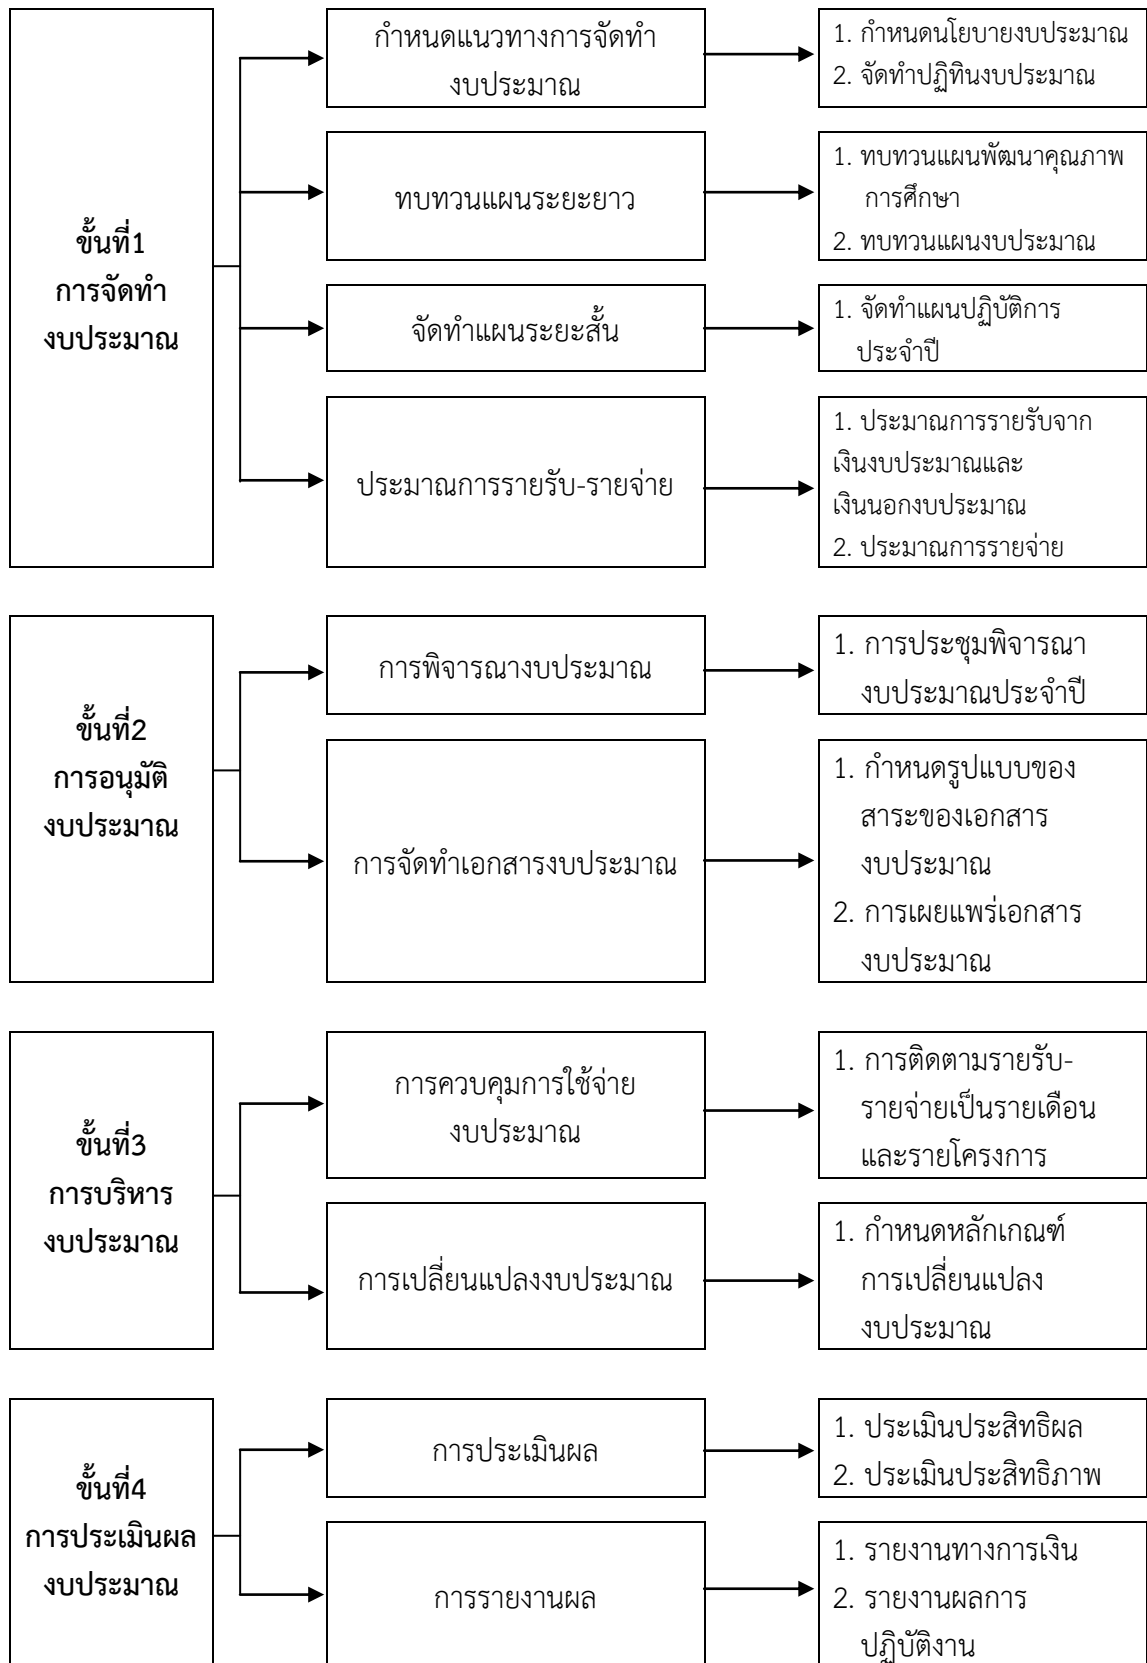 ขั้นที่1
การจัดทำ
งบประมาณ
กำหนดแนวทางการจัดทำ
งบประมาณ
1. กำหนดนโยบายงบประมาณ
2. จัดทำปฏิทินงบประมาณ
ทบทวนแผนระยะยาว
1. ทบทวนแผนพัฒนาคุณภาพ
การศึกษา
2. ทบทวนแผนงบประมาณ
จัดทำแผนระยะสั้น
1. จัดทำแผนปฏิบัติการ
ประจำปี
ประมาณการรายรับ-รายจ่าย
1. ประมาณการรายรับจาก
เงินงบประมาณและ
เงินนอกงบประมาณ
2. ประมาณการรายจ่าย
ขั้นที่2
การอนุมัติ
งบประมาณ
การพิจารณางบประมาณ
1. การประชุมพิจารณา
งบประมาณประจำปี
การจัดทำเอกสารงบประมาณ
1. กำหนดรูปแบบของ
สาระของเอกสาร
งบประมาณ
2. การเผยแพร่เอกสาร
งบประมาณ
ขั้นที่3
การบริหาร
งบประมาณ
การควบคุมการใช้จ่าย
งบประมาณ
1. การติดตามรายรับ-
รายจ่ายเป็นรายเดือน
และรายโครงการ
การเปลี่ยนแปลงงบประมาณ
1. กำหนดหลักเกณฑ์
การเปลี่ยนแปลง
งบประมาณ
ขั้นที่4
การประเมินผล
งบประมาณ
การประเมินผล
1. ประเมินประสิทธิผล
2. ประเมินประสิทธิภาพ
การรายงานผล
1. รายงานทางการเงิน
2. รายงานผลการ
ปฏิบัติงาน